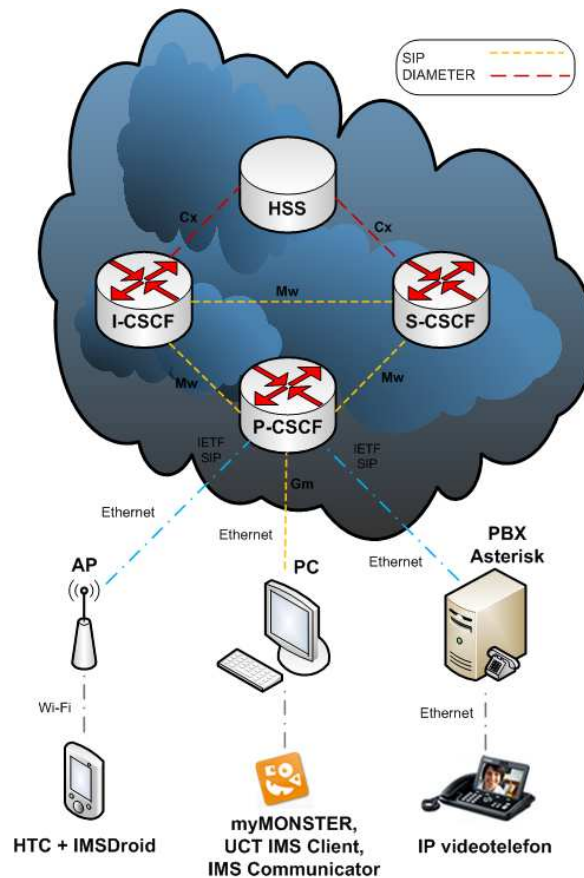 SIP
DIAMETER
HSS
Cx
Cx
I-CSCF
Mw
S-CSCF
Mw
Mw
P-CSCF
IETF
SIP
IETF
SIP
Gm
Ethernet
Ethernet
Ethernet
AP
PC
PBX
Asterisk
Wi-Fi
Ethernet
HTC + IMSDroid
myMONSTER,
UCT IMS Client,
IMS Communicator
IP videotelefon